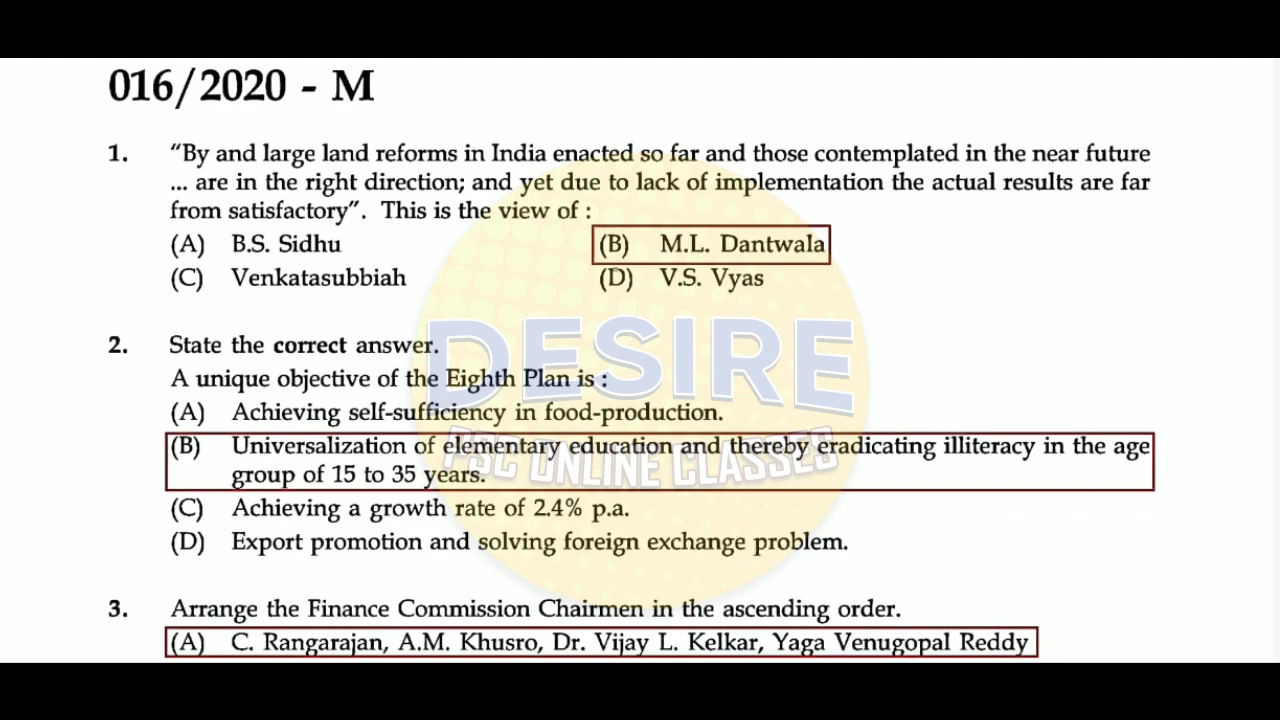 016/2020 - M
1. “By and large land reforms in India enacted so far and those contemplated in the near future
... are in the right direction; and yet due to lack of implementation the actual results are far
from satisfactory”. This is the view of :
(A) B.S. Sidhu (B) M.L. Dantwala
(C) Venkatasubbiah (D) V.S. Vyas
2. State the correct answer.
A unique objective of the Eighth Plan is :
(A) Achieving self-sufficiency in food-production.
(B) Universalization of elementary education and thereby eradicating illiteracy in the age
group of 15 to 35 years.
(C) Achieving a growth rate of 2.4% p.a.
(D) Export promotion and solving foreign exchange problem.
3. Arrange the Finance Commission Chairmen in the ascending order.
(A) C. Rangarajan, A.M. Khusro, Dr. Vijay L. Kelkar, Yaga Venugopal Reddy
DESIRE
PSC ONLINE CLASSES